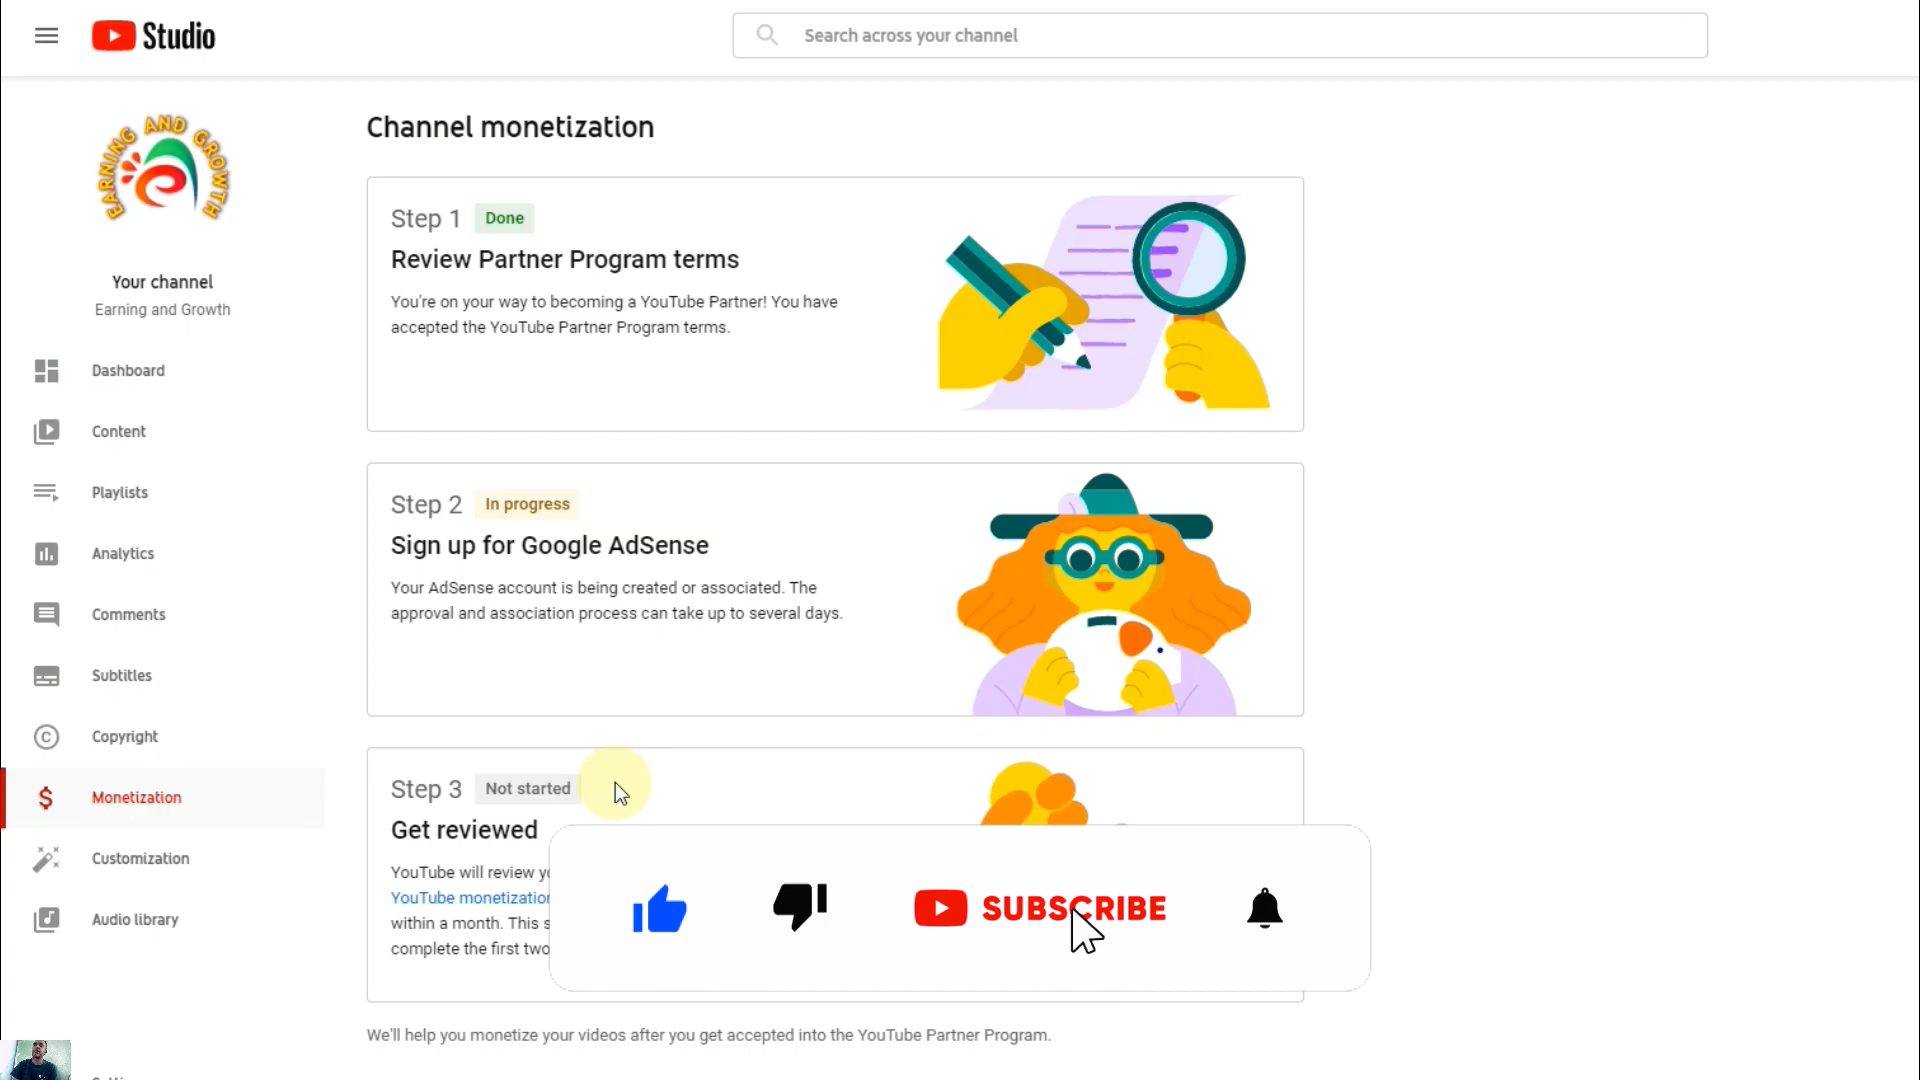 Studio
Search across your channel
EARNING AND GROWTH
Your channel
Earning and Growth
Dashboard
Content
Playlists
Analytics
Comments
Subtitles
Copyright
Monetization
Customization
Audio library
Channel monetization
Step 1 Done
Review Partner Program terms
You're on your way to becoming a YouTube Partner! You have
accepted the YouTube Partner Program terms.
Step 2 In progress
Sign up for Google AdSense
Your AdSense account is being created or associated. The
approval and association process can take up to several days.
Step 3 Not started
Get reviewed
YouTube will review
YouTube monetization
within a month. This
complete the first two
SUBSCRIBE
We'll help you monetize your videos after you get accepted into the YouTube Partner Program.